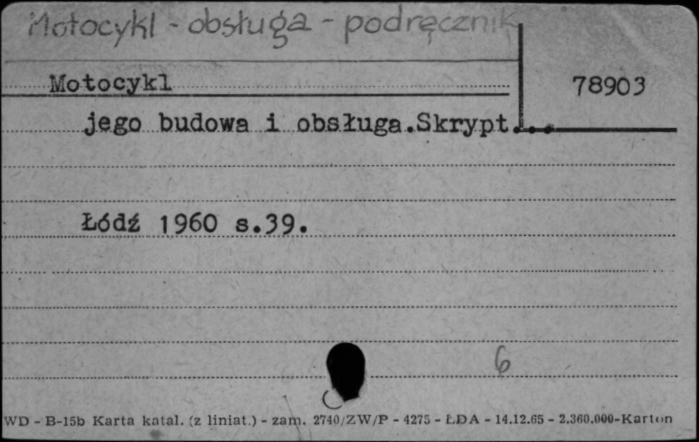 Motocykl - obsługa - podręcznik
Motocykl
78903
jego budowa i obsługa.Skrypt...
Łódź 1960 s.39.
6
WD - B-15b Karta katal. (z liniat.) - zam. 2740/ZW/P - 4275 - ŁDA - 14.12.65 - 2.360.000-Karton